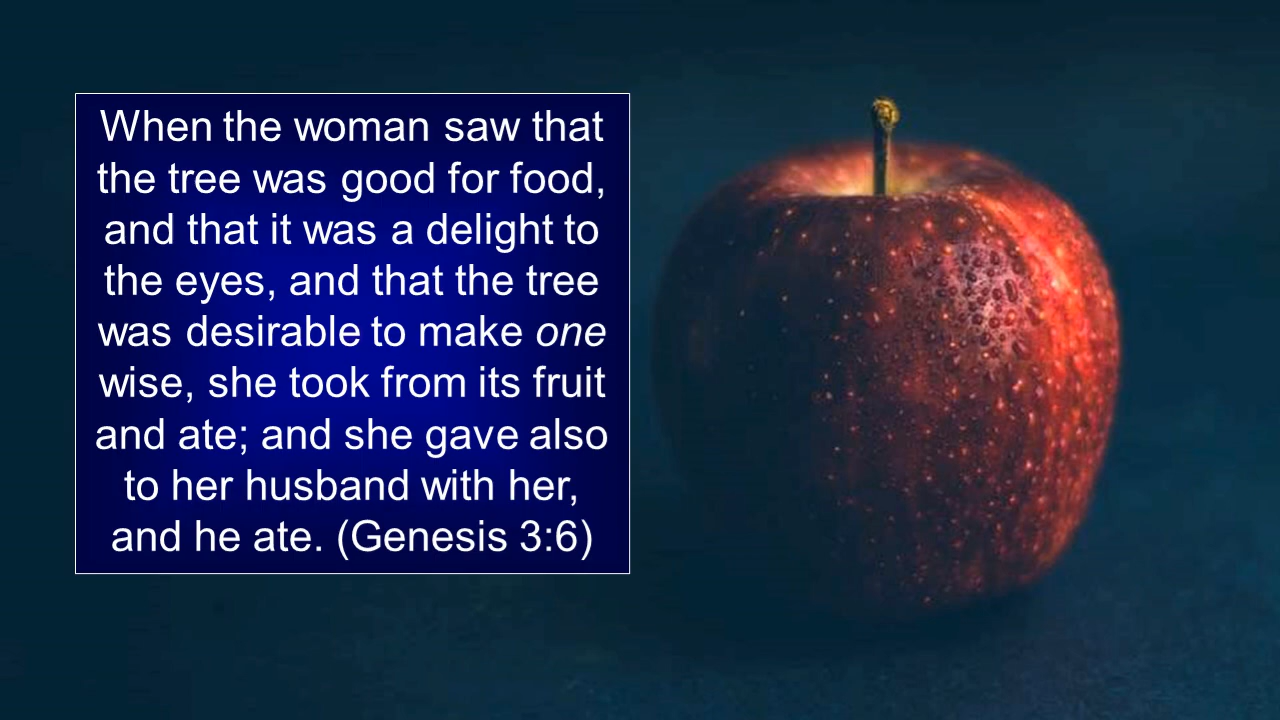 When the woman saw that
the tree was good for food,
and that it was a delight to
the eyes, and that the tree
was desirable to make one
wise, she took from its fruit
and ate; and she gave also
to her husband with her,
and he ate. (Genesis 3:6)